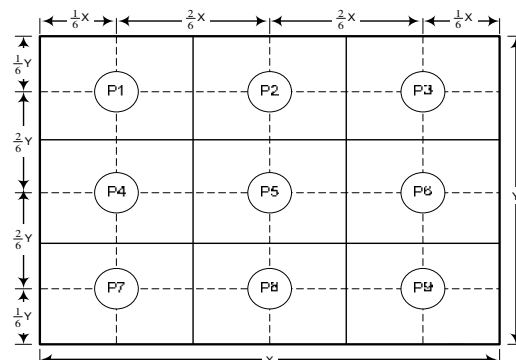 1/6 X 2/6 X 2/6 X 1/6 X
1/6 Y
P1 P2 P3
2/6 Y
P4 P5 P6 Y
2/6 Y
P7 P8 P9
1/6 Y
X